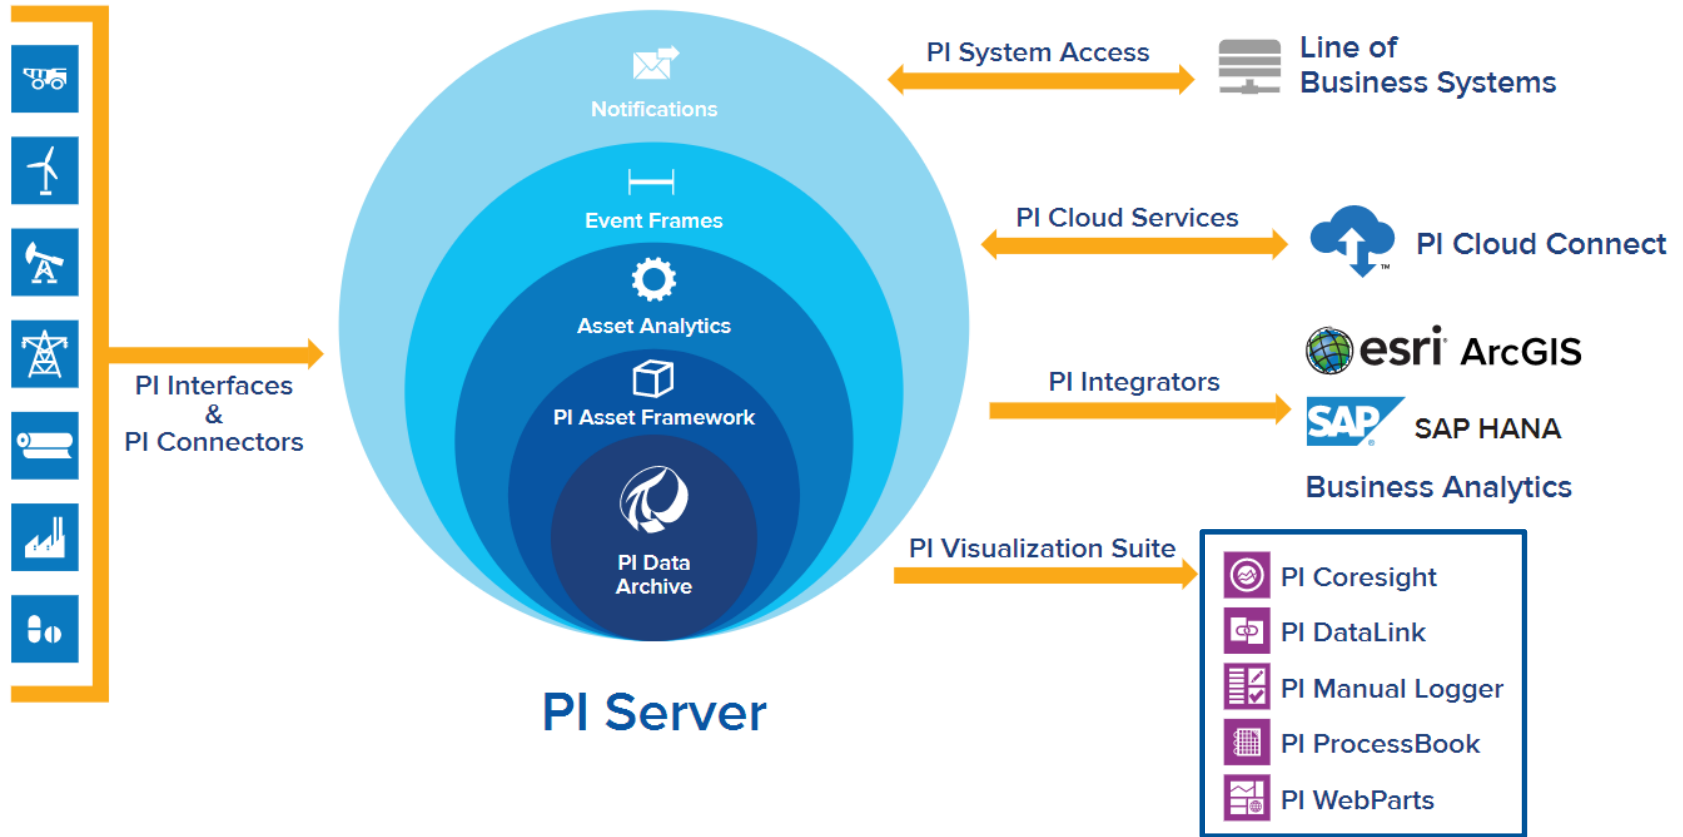 PI Interfaces
&
PI Connectors
Notifications
Event Frames
Asset Analytics
PI Asset Framework
PI Data
Archive
PI Server
PI System Access
Line of
Business Systems
PI Cloud Services
PI Cloud Connect
™
PI Integrators
esri ArcGIS
SAP® SAP HANA
Business Analytics
PI Visualization Suite
PI Coresight
PI DataLink
PI Manual Logger
PI ProcessBook
PI WebParts